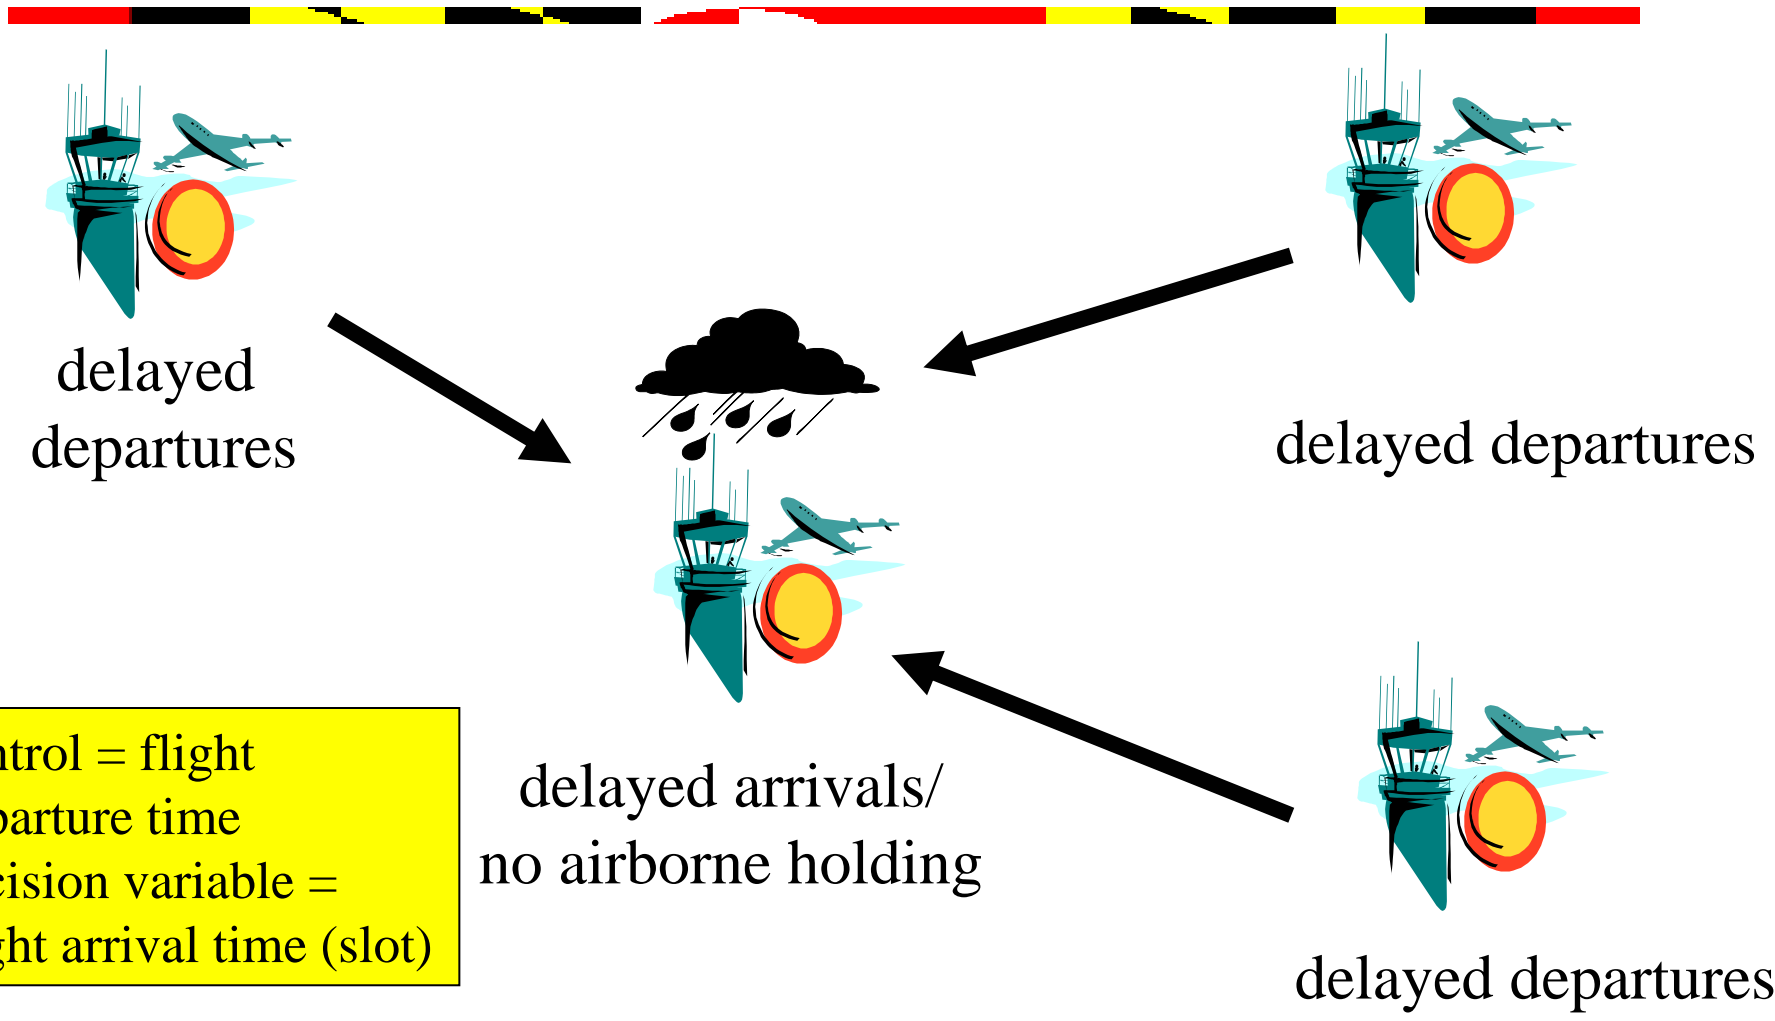 delayed
departures
delayed departures
ntrol = flight
parture time
cision variable =
ght arrival time (slot)
delayed arrivals/
no airborne holding
delayed departures